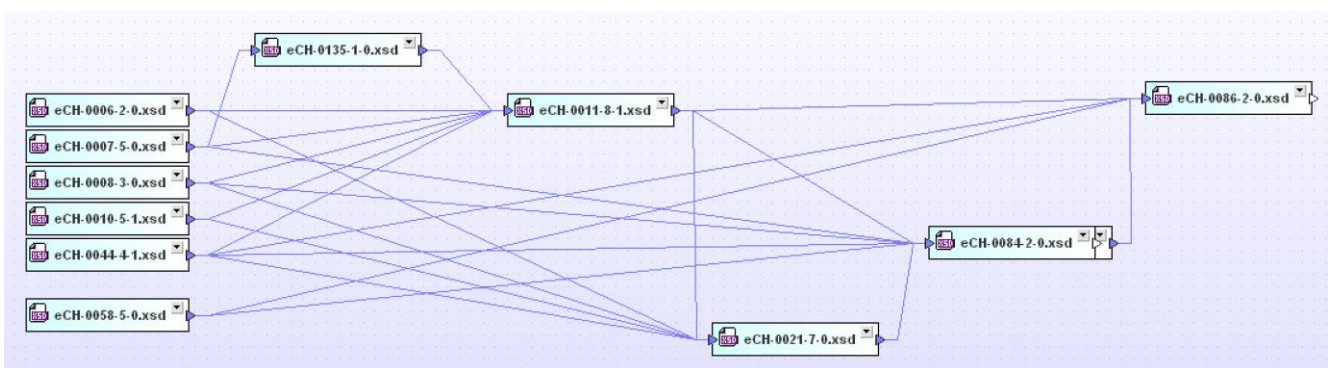 eCH-0135-1-0.xsd
eCH-0006-2-0.xsd
eCH-0011-8-1.xsd
eCH-0086-2-0.xsd
eCH-0007-5-0.xsd
eCH-0008-3-0.xsd
eCH-0010-5-1.xsd
eCH-0044-4-1.xsd
eCH-0084-2-0.xsd
eCH-0058-5-0.xsd
eCH-0021-7-0.xsd